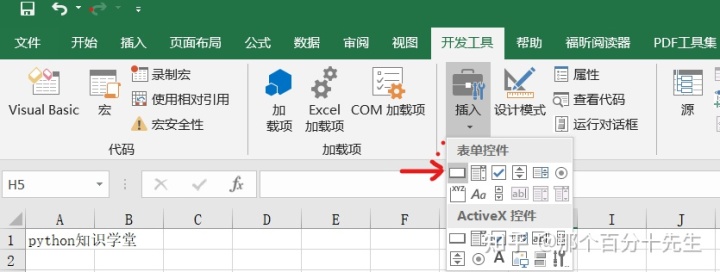 文件 开始 插入 页面布局 公式 数据 审阅 视图 开发工具 帮助 福昕阅读器 PDF工具集
Visual Basic 宏 录制宏 使用相对引用 宏安全性
代码
加载项 Excel 加载项 COM 加载项
加载项
插入 设计模式 属性 查看代码 运行对话框
源
表单控件
XYZ Aa ab|
ActiveX 控件
A
H5 fx
A B C D E F I J
1 python知识学堂
2
知乎 @那个百分十先生